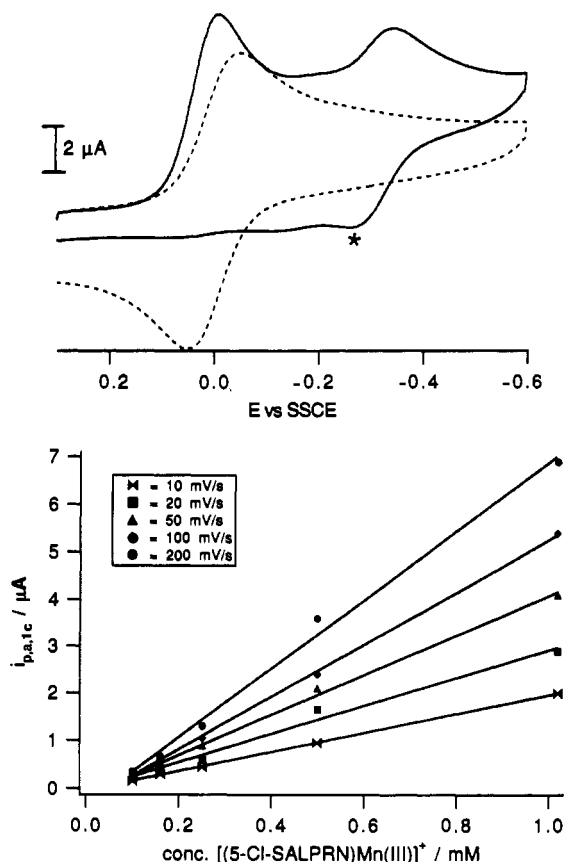 2 μA
*
0.2 0.0 -0.2 -0.4 -0.6
E vs SSCE
7
6
5
4
3
2
1
0
i p,a,1c / μA
= 10 mV/s
= 20 mV/s
= 50 mV/s
= 100 mV/s
= 200 mV/s
0.0 0.2 0.4 0.6 0.8 1.0
conc. [(5-Cl-SALPRN)Mn(III)]+ / mM